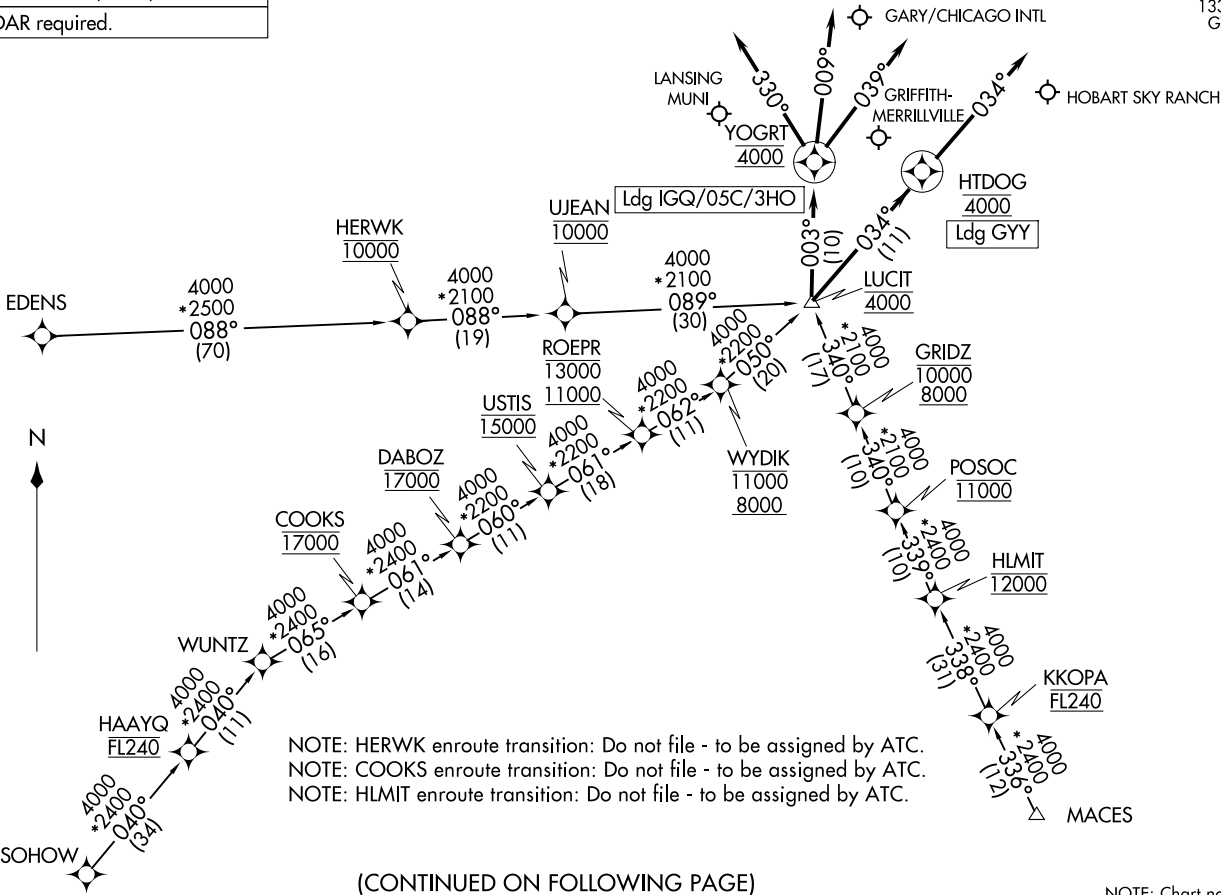 DAR required.
133
G
GARY/CHICAGO INTL
LANSING
MUNI
330°
009°
039°
034°
GRIFFITH-
MERRILLVILLE
HOBART SKY RANCH
YOGRT
4000
HTDOG
4000
Ldg GYY
Ldg IGQ/05C/3HO
003°
(10)
034°
(11)
LUCIT
4000
EDENS
4000
*2500
088°
(70)
HERWK
10000
4000
*2100
088°
(19)
UJEAN
10000
4000
*2100
089°
(30)
ROEPR
13000
11000
4000
*2200
050°
(20)
4000
*2200
062°
(11)
WYDIK
11000
8000
USTIS
15000
4000
*2200
061°
(18)
DABOZ
17000
4000
*2200
060°
(11)
COOKS
17000
4000
*2400
061°
(14)
WUNTZ
4000
*2400
065°
(16)
HAAYQ
FL240
4000
*2400
040°
(11)
SOHOW
4000
*2400
040°
(34)
4000
*2100
340°
(17)
GRIDZ
10000
8000
4000
*2100
340°
(10)
POSOC
11000
4000
*2400
339°
(10)
HLMIT
12000
4000
*2400
338°
(31)
KKOPA
FL240
4000
*2400
336°
(12)
MACES
N
NOTE: HERWK enroute transition: Do not file - to be assigned by ATC.
NOTE: COOKS enroute transition: Do not file - to be assigned by ATC.
NOTE: HLMIT enroute transition: Do not file - to be assigned by ATC.
(CONTINUED ON FOLLOWING PAGE)
NOTE: Chart no